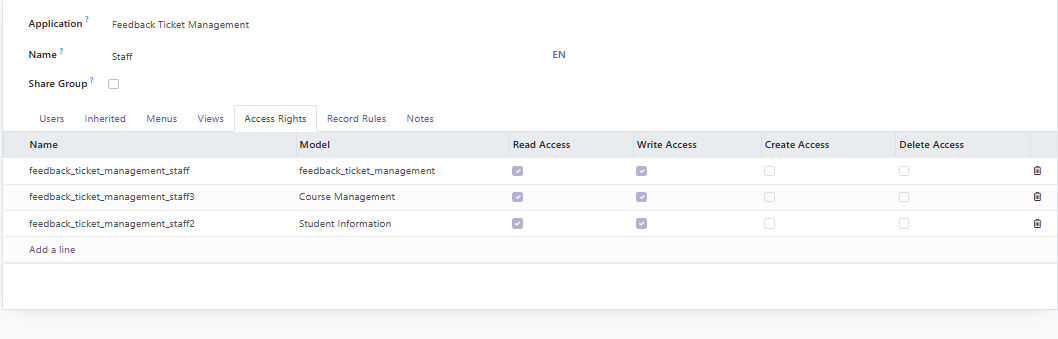 Application ?
Feedback Ticket Management
Name ?
Staff
EN
Share Group ?
Users Inherited Menus Views Access Rights Record Rules Notes
Name Model Read Access Write Access Create Access Delete Access
feedback_ticket_management_staff feedback_ticket_management
feedback_ticket_management_staff3 Course Management
feedback_ticket_management_staff2 Student Information
Add a line